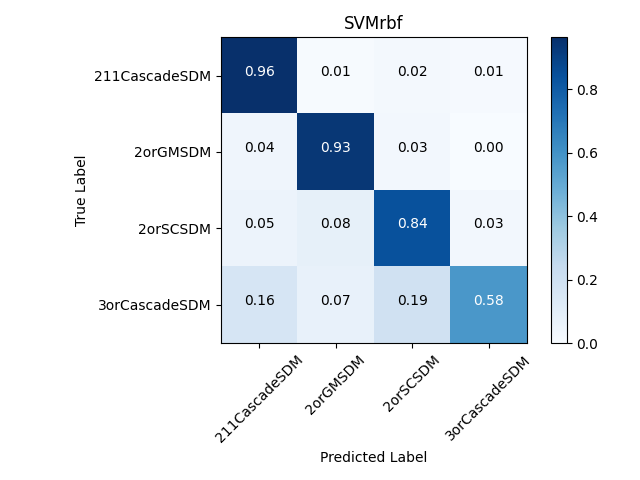 SVMrbf
211CascadeSDM 0.96 0.01 0.02 0.01
2orGMSDM 0.04 0.93 0.03 0.00
2orSCSDM 0.05 0.08 0.84 0.03
3orCascadeSDM 0.16 0.07 0.19 0.58
True Label
211CascadeSDM 2orGMSDM 2orSCSDM 3orCascadeSDM
Predicted Label
0.8
0.6
0.4
0.2
0.0